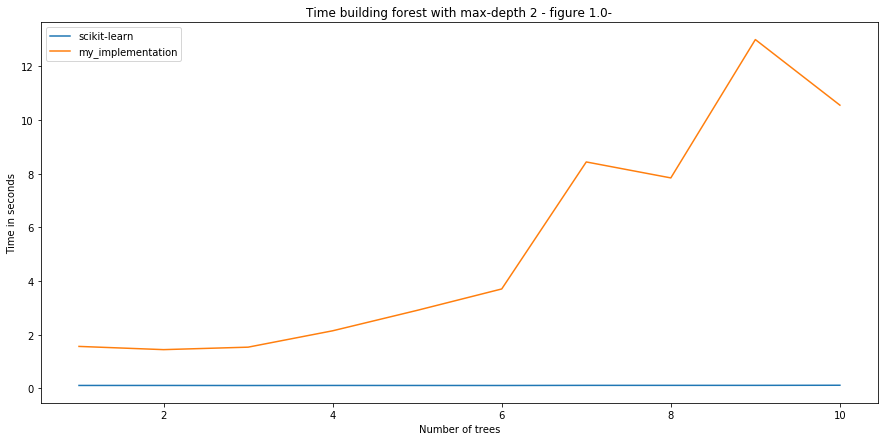 Time building forest with max-depth 2 - figure 1.0-
scikit-learn
my_implementation
Time in seconds
12
10
8
6
4
2
0
2 4 6 8 10
Number of trees